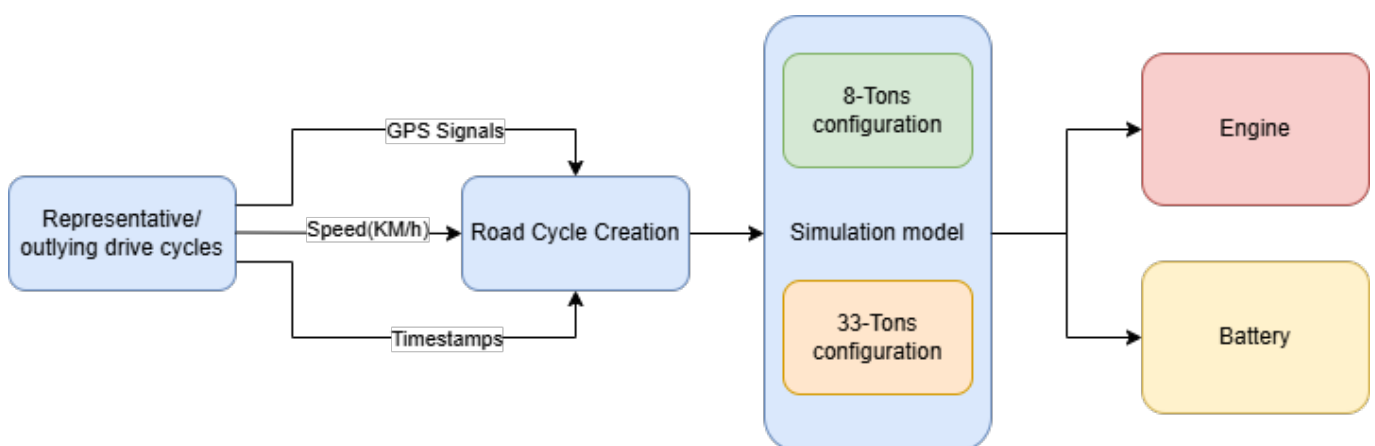 Representative/
outlying drive cycles
GPS Signals
Speed(KM/h)
Timestamps
Road Cycle Creation
8-Tons
configuration
Simulation model
33-Tons
configuration
Engine
Battery